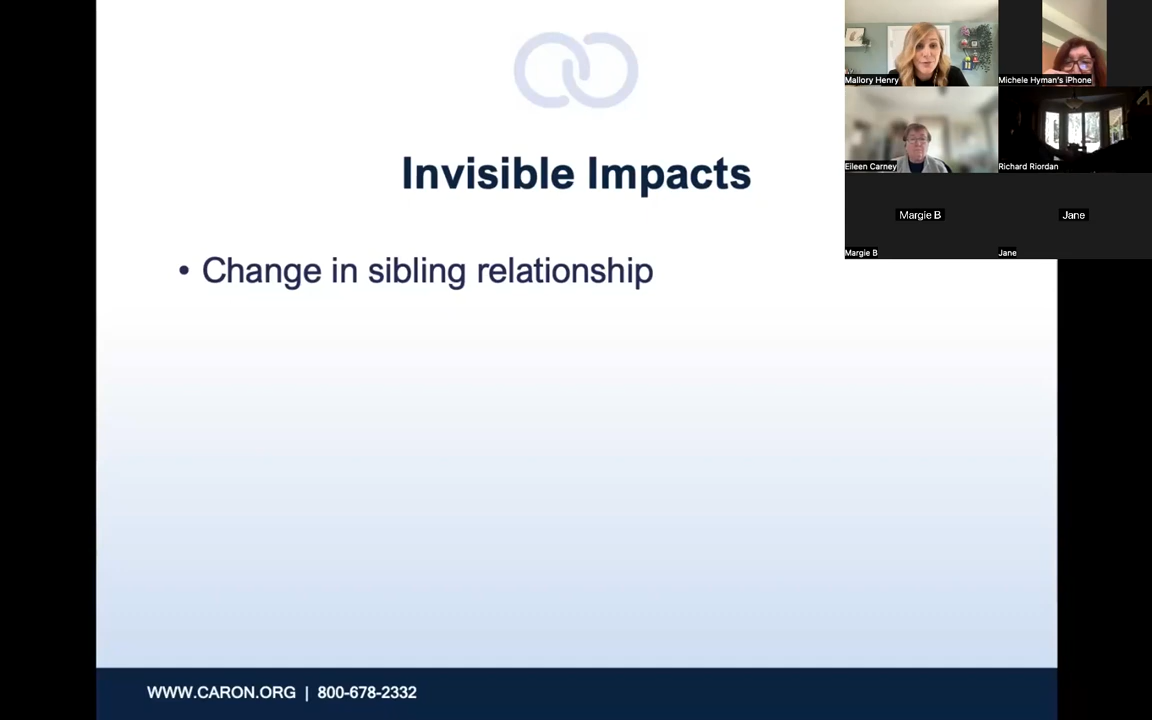 Invisible Impacts
• Change in sibling relationship
WWW.CARON.ORG | 800-678-2332
Mallory Henry
Michele Hyman's iPhone
Eileen Carney
Richard Riordan
Margie B
Jane
Margie B
Jane